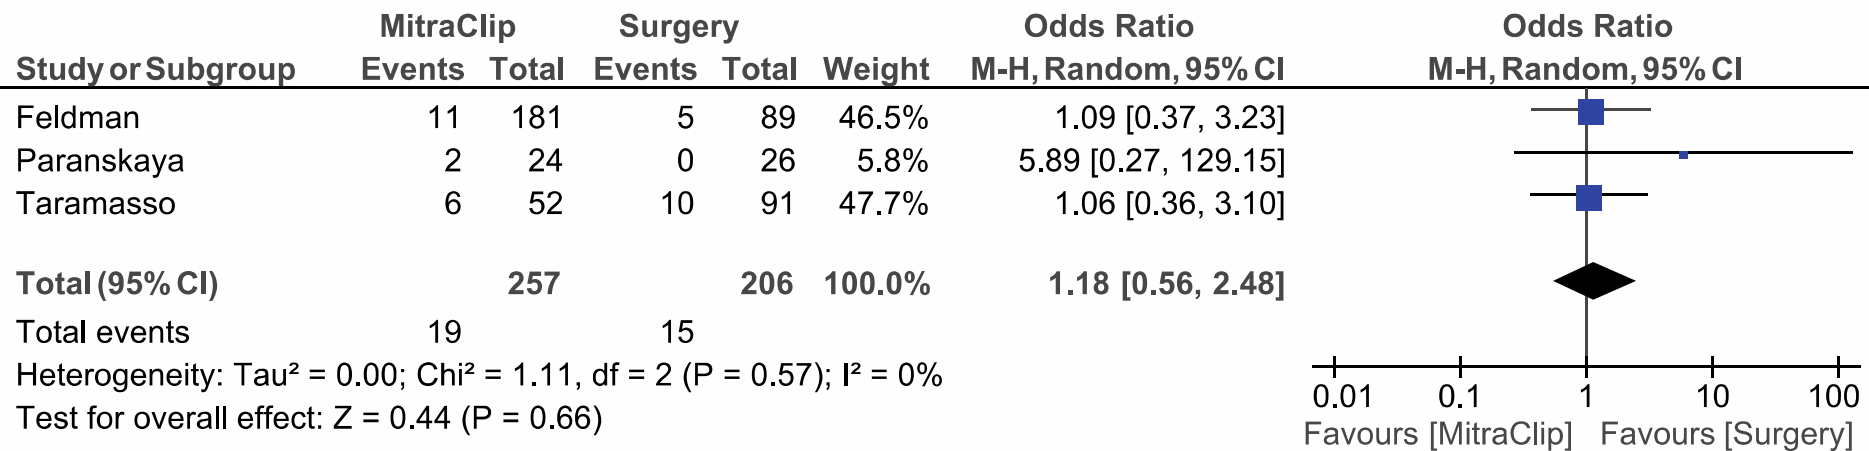 MitraClip Surgery Odds Ratio Odds Ratio
Study or Subgroup Events Total Events Total Weight M-H, Random, 95% CI M-H, Random, 95% CI
Feldman 11 181 5 89 46.5% 1.09 [0.37, 3.23]
Paranskaya 2 24 0 26 5.8% 5.89 [0.27, 129.15]
Taramasso 6 52 10 91 47.7% 1.06 [0.36, 3.10]
Total (95% CI) 257 206 100.0% 1.18 [0.56, 2.48]
Total events 19 15
Heterogeneity: Tau² = 0.00; Chi² = 1.11, df = 2 (P = 0.57); I² = 0%
Test for overall effect: Z = 0.44 (P = 0.66)
0.01 0.1 1 10 100
Favours [MitraClip] Favours [Surgery]